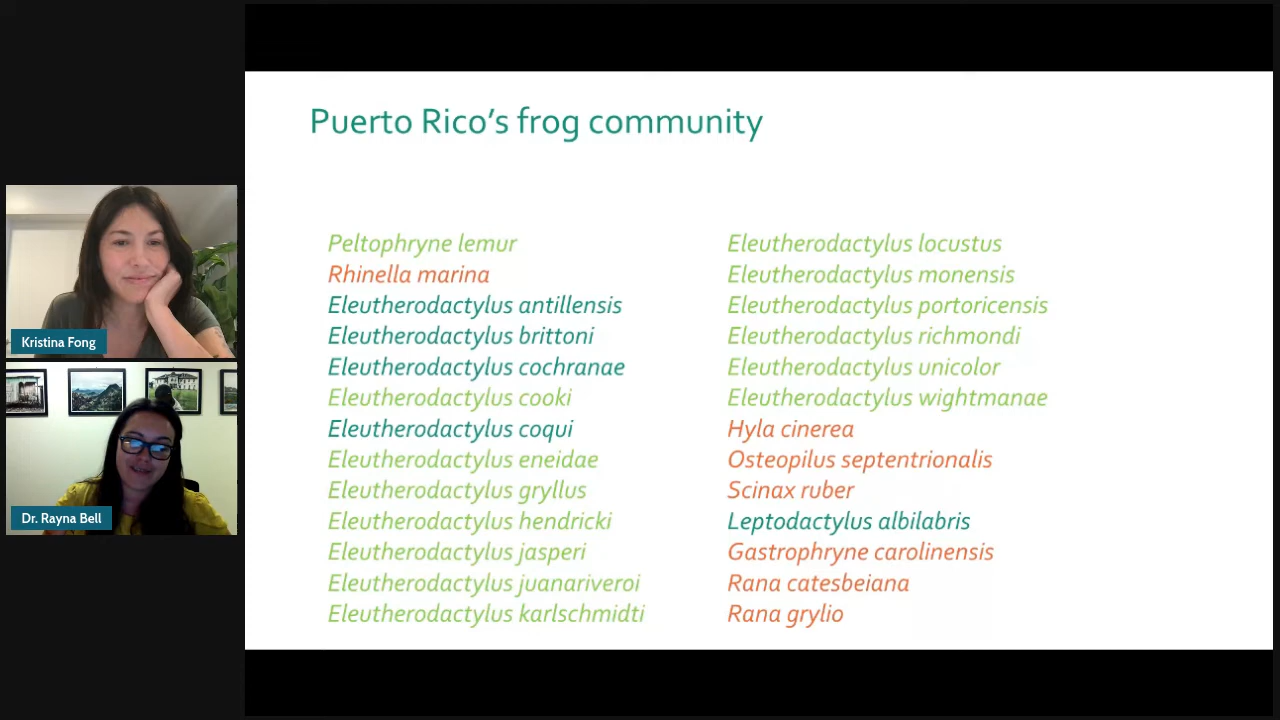 Puerto Rico's frog community
Peltophryne lemur
Rhinella marina
Eleutherodactylus antillensis
Eleutherodactylus brittoni
Eleutherodactylus cochranae
Eleutherodactylus cooki
Eleutherodactylus coqui
Eleutherodactylus eneidae
Eleutherodactylus gryllus
Eleutherodactylus hendricki
Eleutherodactylus jasperi
Eleutherodactylus juanariveroi
Eleutherodactylus karlschmidti
Eleutherodactylus locustus
Eleutherodactylus monensis
Eleutherodactylus portoricensis
Eleutherodactylus richmondi
Eleutherodactylus unicolor
Eleutherodactylus wightmanae
Hyla cinerea
Osteopilus septentrionalis
Scinax ruber
Leptodactylus albilabris
Gastrophryne carolinensis
Rana catesbeiana
Rana grylio
Kristina Fong
Dr. Rayna Bell